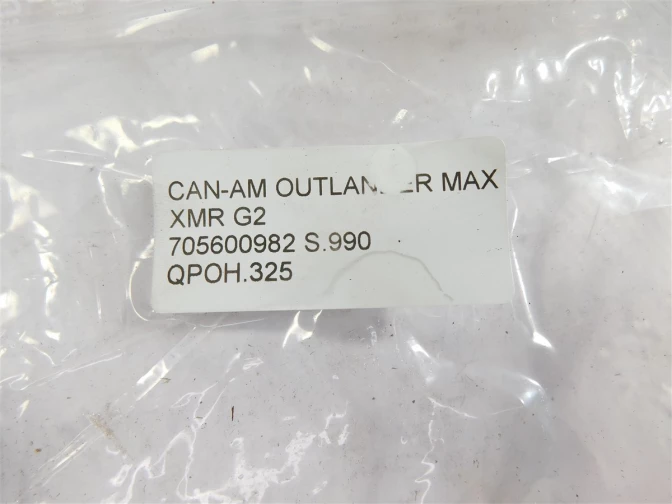 CAN-AM OUTLANDER MAX
XMR G2
705600982 S.990
QPOH.325